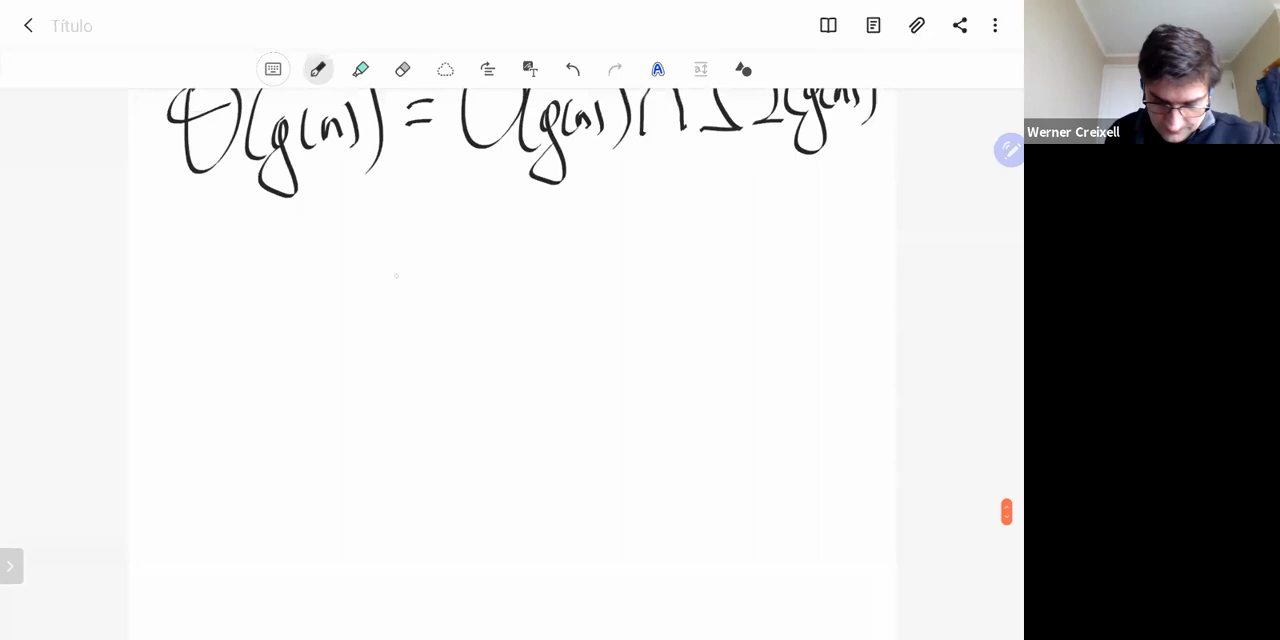 Título
Θ(g(n)) = O(g(n)) ∩ Ω(g(n))
Werner Creixell